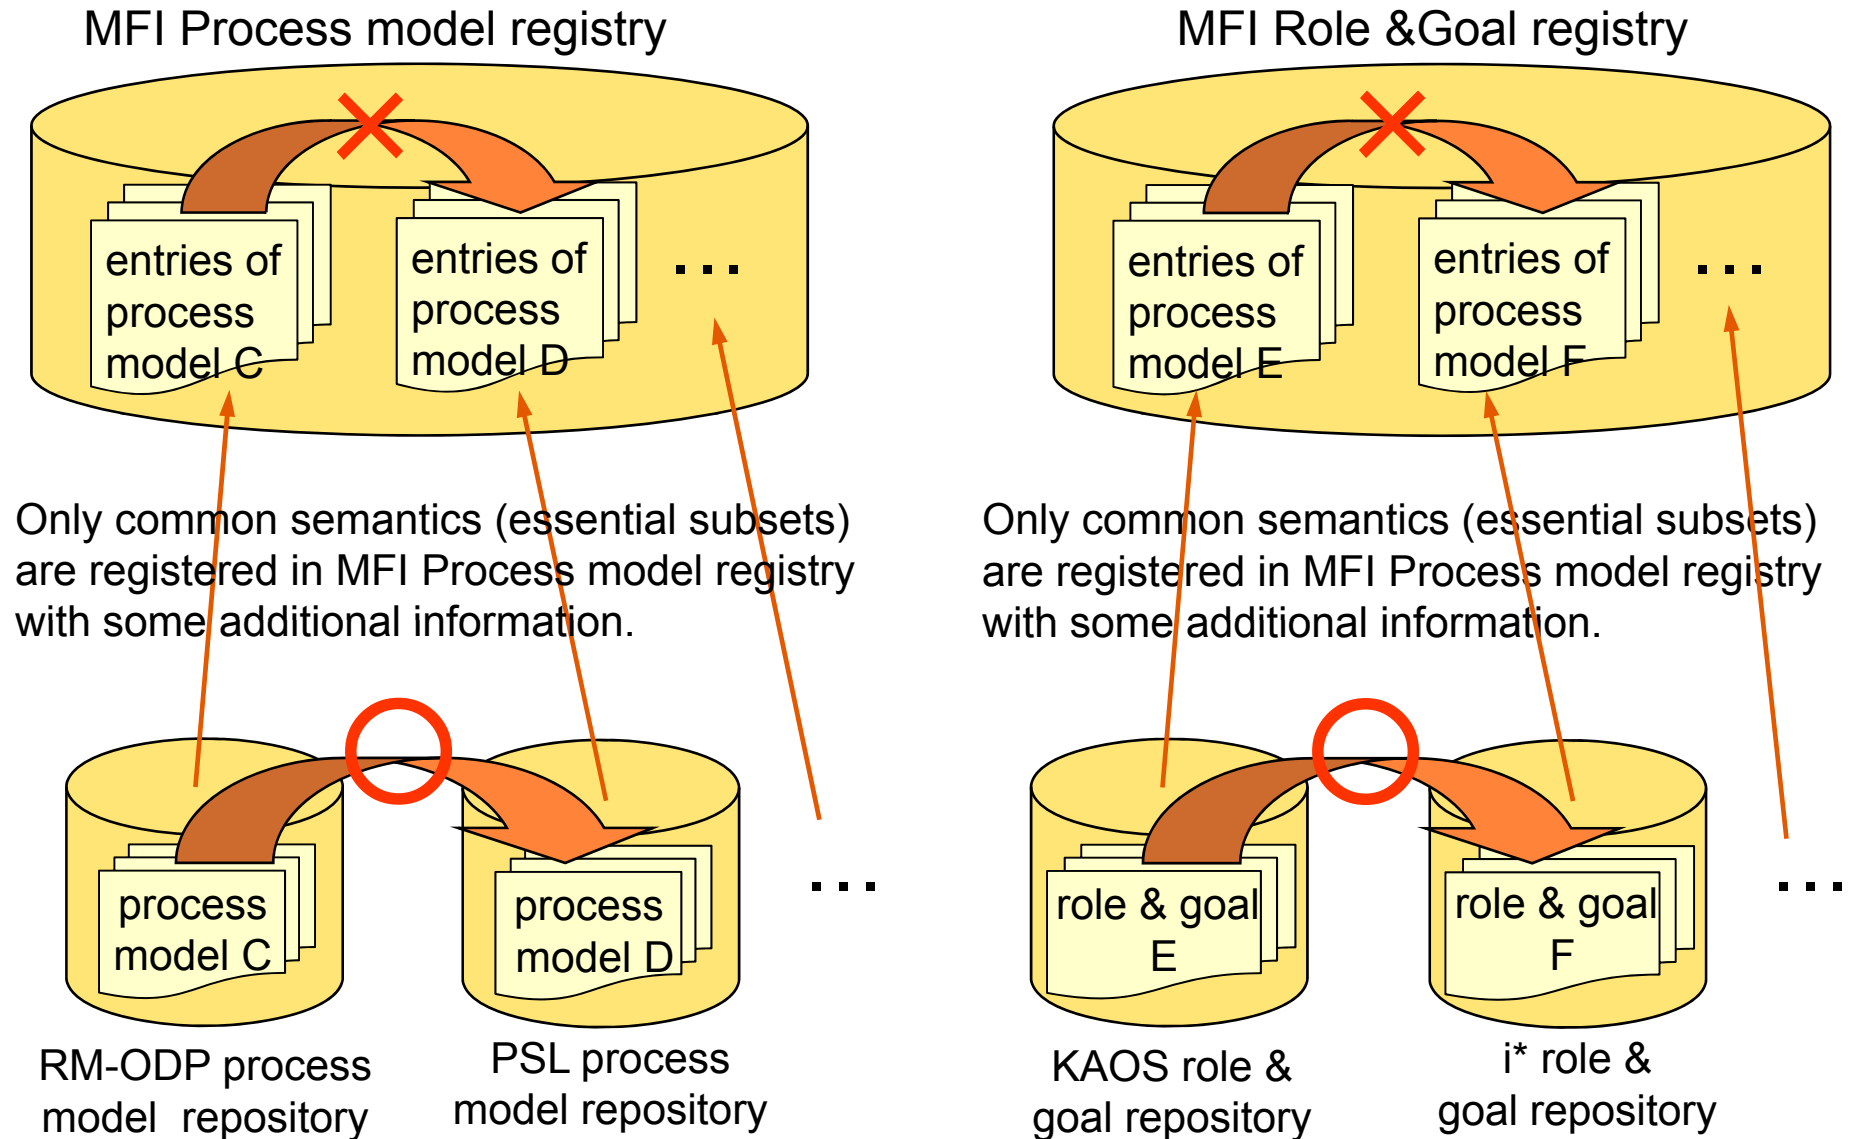 MFI Process model registry
entries of
process
model C
entries of
process
model D
...
Only common semantics (essential subsets)
are registered in MFI Process model registry
with some additional information.
process
model C
process
model D
...
RM-ODP process
model  repository
PSL process
model repository
MFI Role &Goal registry
entries of
process
model E
entries of
process
model F
...
Only common semantics (essential subsets)
are registered in MFI Process model registry
with some additional information.
role & goal
E
role & goal
F
...
KAOS role &
goal repository
i* role &
goal repository